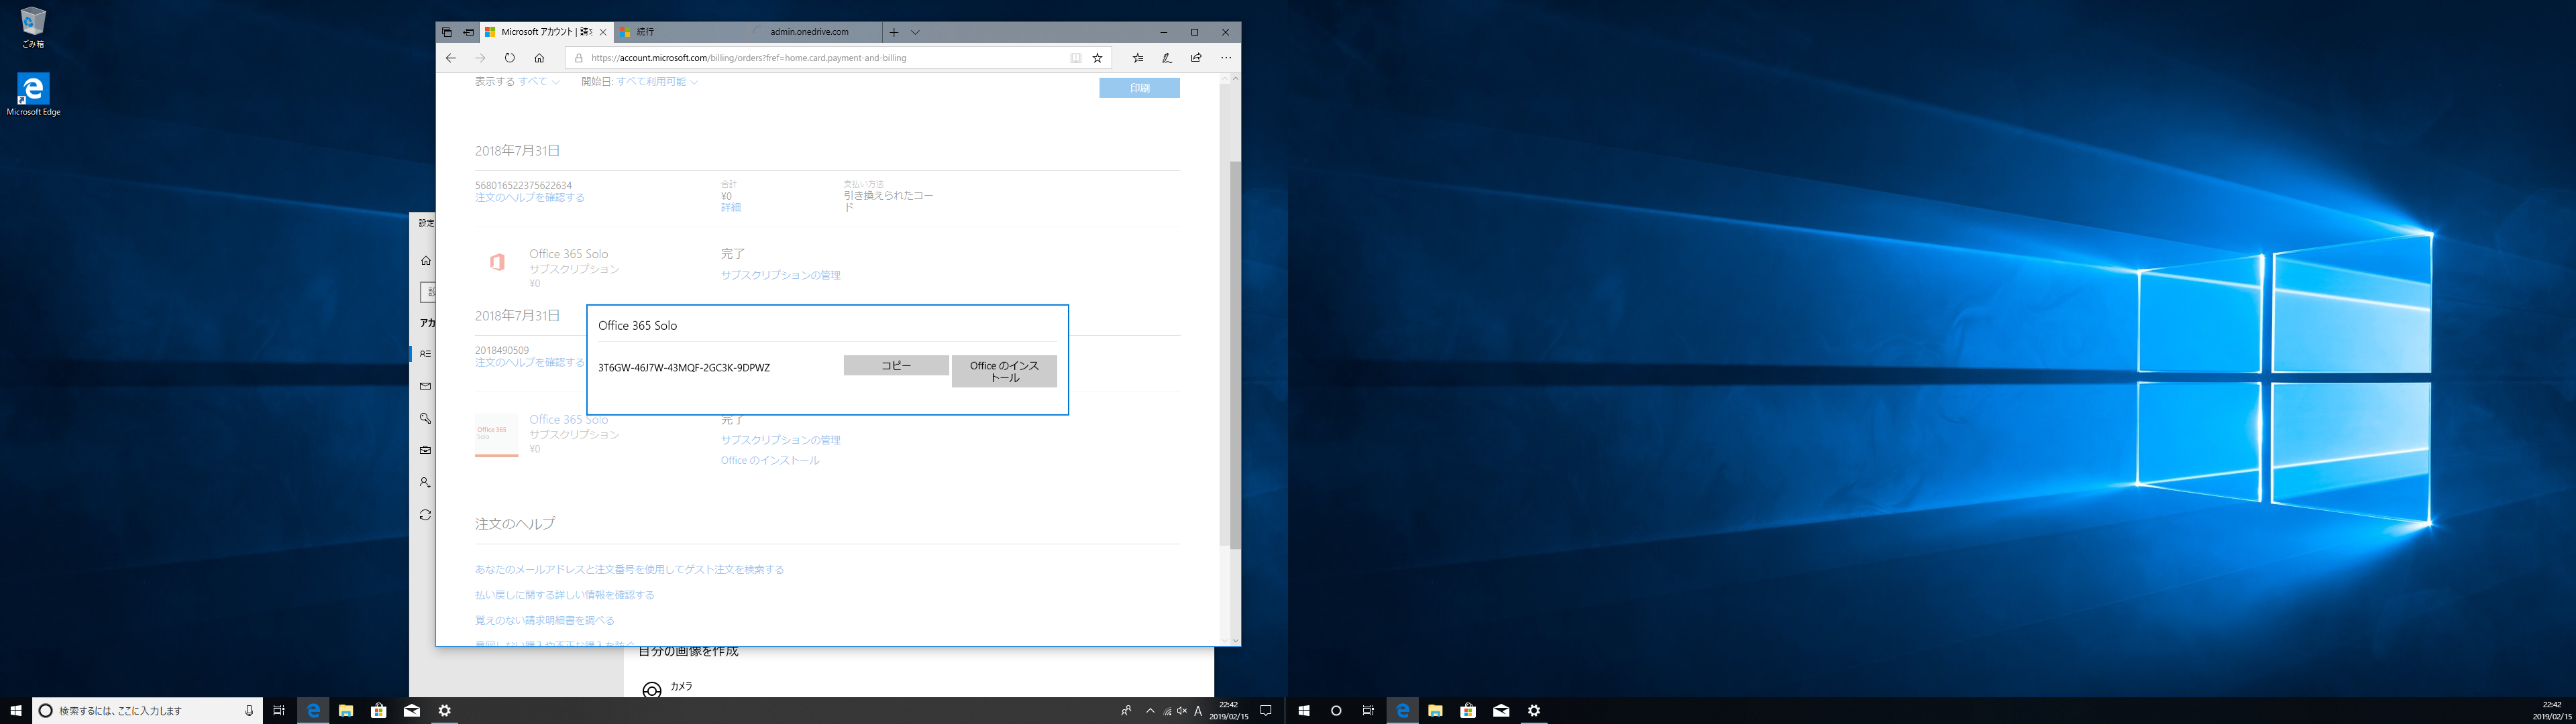 ごみ箱
Microsoft Edge
Microsoft アカウント | 請求
続行
admin.onedrive.com
https://account.microsoft.com/billing/orders?fref=home.card.payment-and-billing
表示する すべて
開始日: すべて利用可能
印刷
2018年7月31日
568016522375622634
注文のヘルプを確認する
合計
¥0
詳細
支払い方法
引き換えられたコー
ド
Office 365 Solo
サブスクリプション
¥0
完了
サブスクリプションの管理
2018年7月31日
2018490509
注文のヘルプを確認する
Office 365 Solo
3T6GW-46J7W-43MQF-2GC3K-9DPWZ
コピー
Office のインス
トール
Office 365
Solo
Office 365 Solo
サブスクリプション
¥0
完了
サブスクリプションの管理
Office のインストール
注文のヘルプ
あなたのメールアドレスと注文番号を使用してゲスト注文を検索する
払い戻しに関する詳しい情報を確認する
覚えのない請求明細書を調べる
設定
設
アカ
自分の画像を作成
カメラ
検索するには、ここに入力します
A
22:42
2019/02/15
22:42
2019/02/15